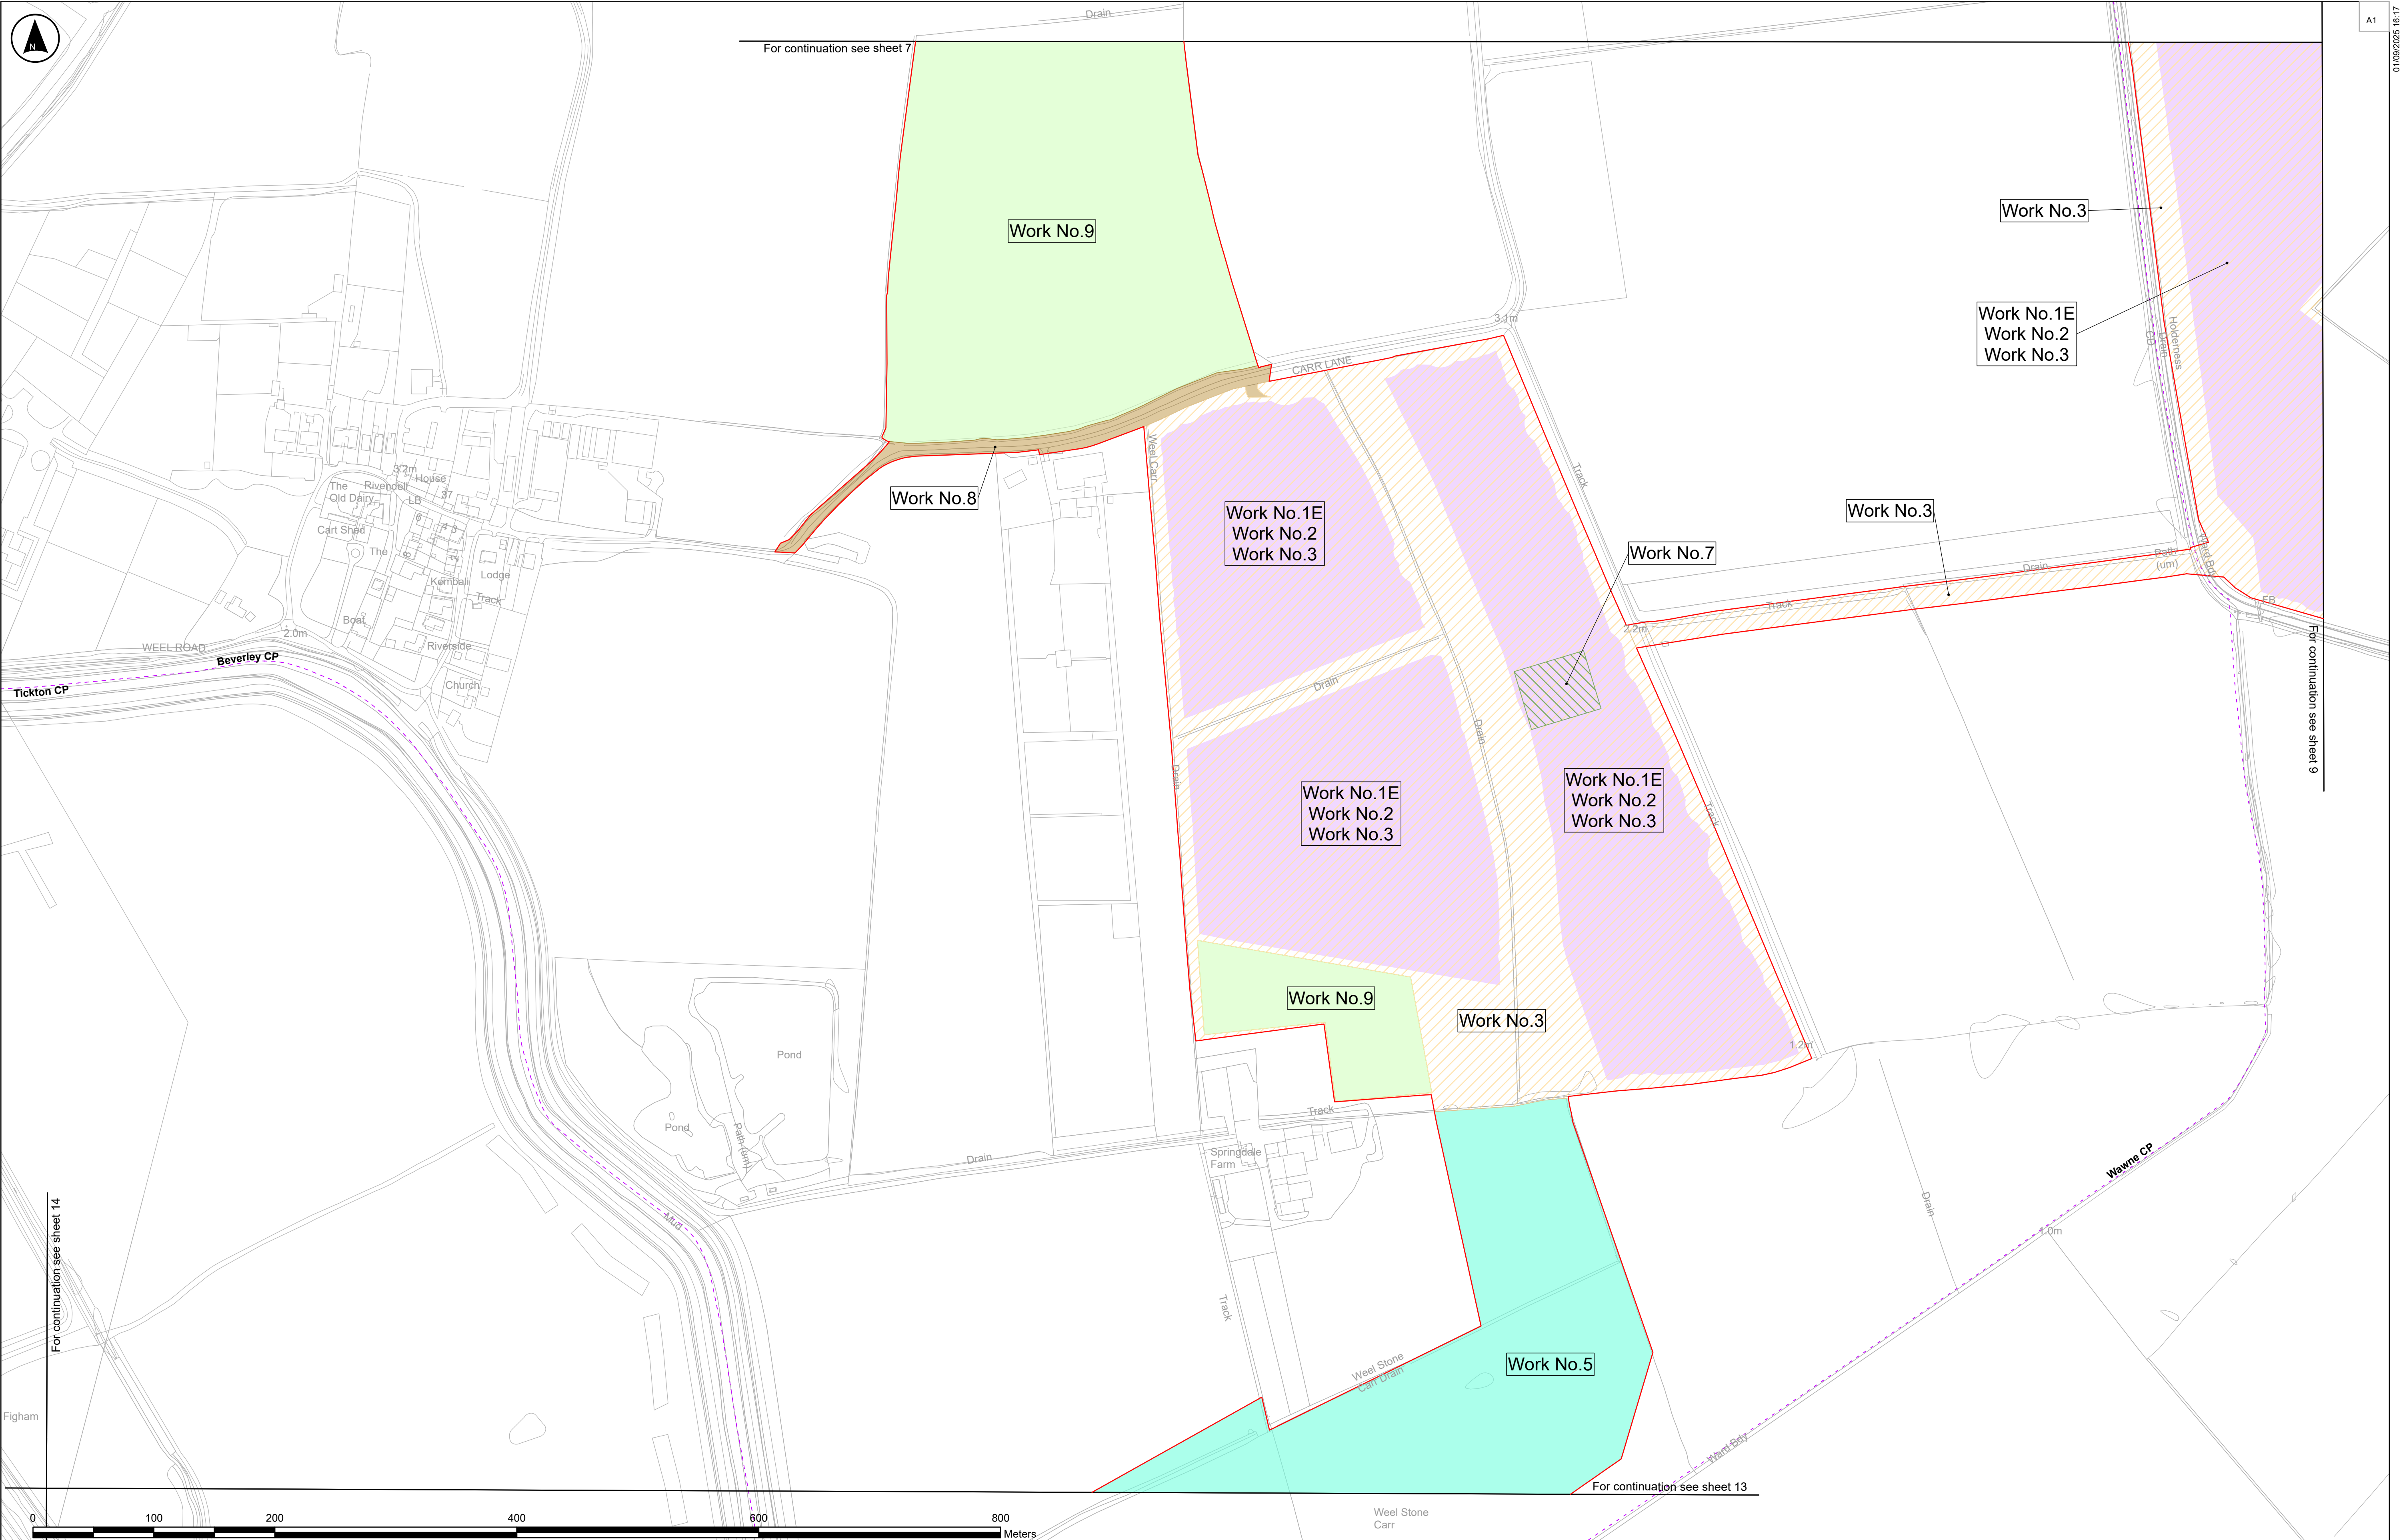 N
Drain
For continuation see sheet 7
A1
01/09/2025 16:17
Work No.9
Work No.3
Work No.1E
Work No.2
Work No.3
Holderness
Drain
CD
3.1m
CARR LANE
Weel Carr
Track
Work No.8
Work No.1E
Work No.2
Work No.3
Work No.7
Work No.3
Drain
Path
(um)
Ward Bdy
FB
Track
2.2m
For continuation see sheet 9
3.2m
The
Old Dairy
Rivendell
House
LB
37
Cart Shed
6
4
3
The
8
2
Kembali
Lodge
Track
Boat
2.0m
Riverside
WEEL ROAD
Beverley CP
Tickton CP
Church
Drain
Drain
Drain
Work No.1E
Work No.2
Work No.3
Work No.1E
Work No.2
Work No.3
Track
Work No.9
Work No.3
1.2m
Pond
Pond
Path (um)
Track
Springdale
Farm
Drain
Mud
Wawne CP
Drain
1.0m
For continuation see sheet 14
Track
Weel Stone
Carr Drain
Work No.5
Figham
Ward Bdy
For continuation see sheet 13
Weel Stone
Carr
0 100 200 400 600 800
Meters